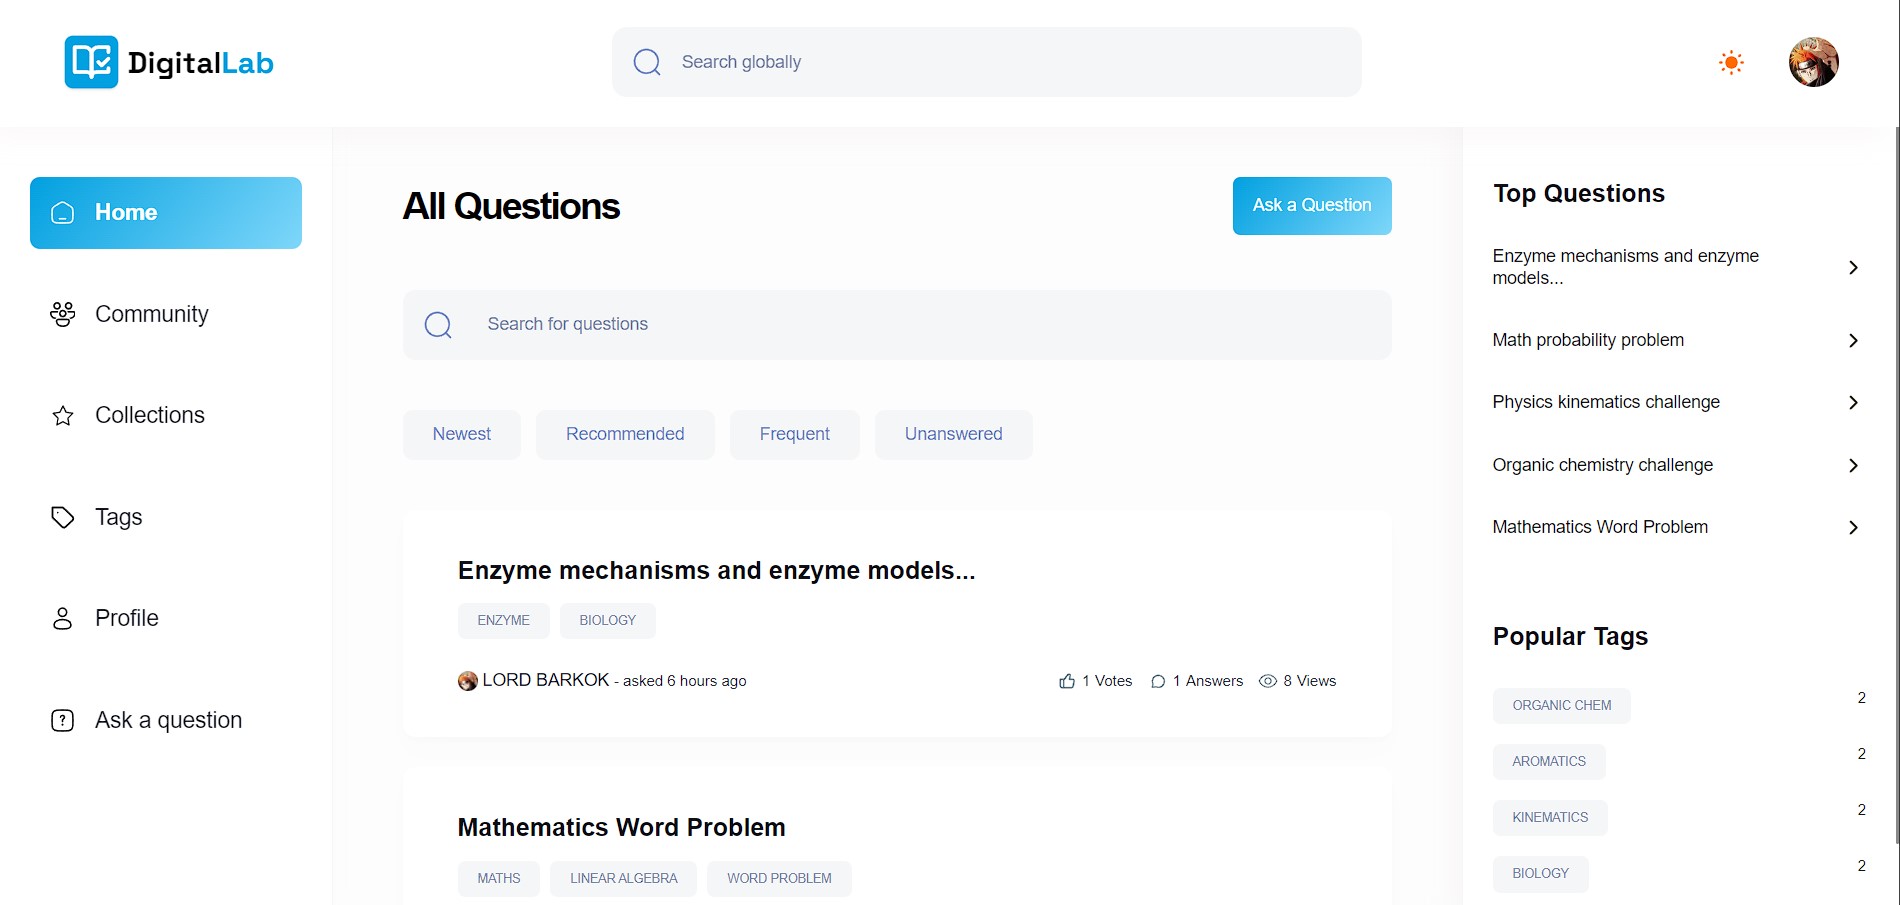 DigitalLab
Search globally
Home
Community
Collections
Tags
Profile
Ask a question
All Questions
Ask a Question
Search for questions
Newest
Recommended
Frequent
Unanswered
Enzyme mechanisms and enzyme models...
ENZYME
BIOLOGY
LORD BARKOK - asked 6 hours ago
1 Votes
1 Answers
8 Views
Mathematics Word Problem
MATHS
LINEAR ALGEBRA
WORD PROBLEM
Top Questions
Enzyme mechanisms and enzyme
models...
Math probability problem
Physics kinematics challenge
Organic chemistry challenge
Mathematics Word Problem
Popular Tags
ORGANIC CHEM 2
AROMATICS 2
KINEMATICS 2
BIOLOGY 2